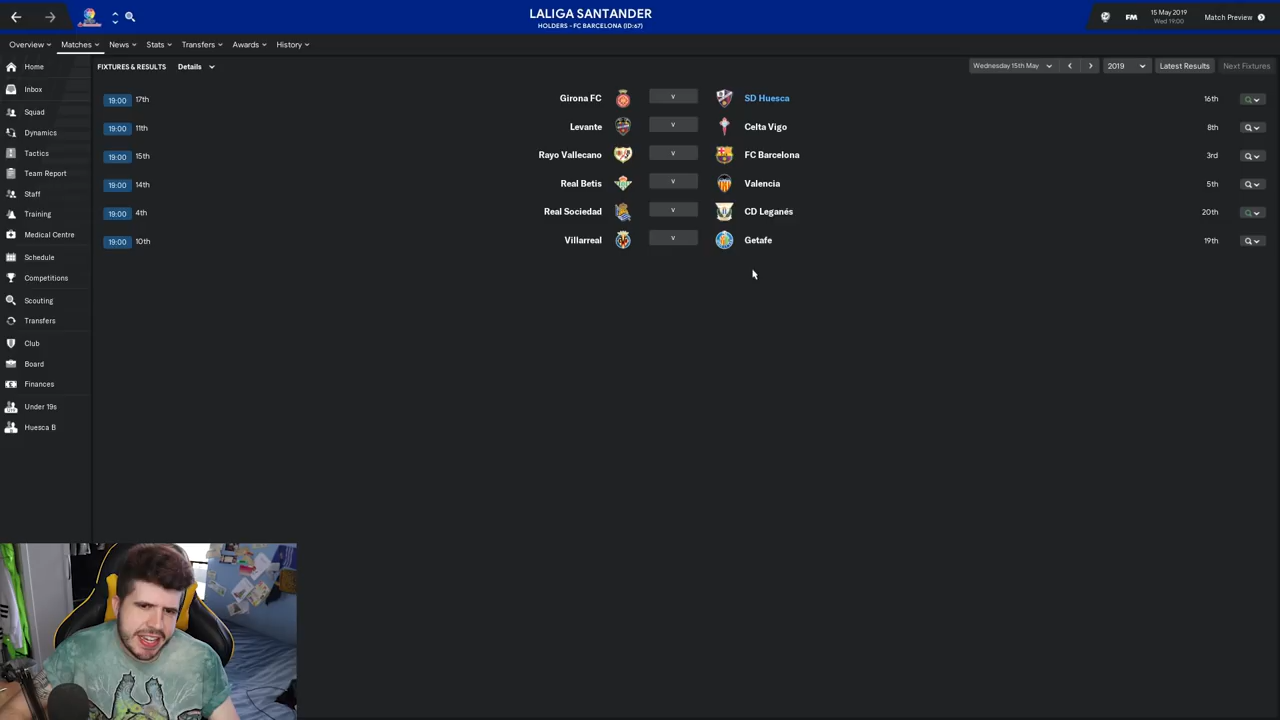 LALIGA SANTANDER
HOLDERS - FC BARCELONA (ID:67)
FM
15 May 2019
Wed 19:00
Match Preview
Overview
Matches
News
Stats
Transfers
Awards
History
Home
Inbox
Squad
Dynamics
Tactics
Team Report
Staff
Training
Medical Centre
Schedule
Competitions
Scouting
Transfers
Club
Board
Finances
Under 19s
Huesca B
FIXTURES & RESULTS Details
Wednesday 15th May
2019
Latest Results
Next Fixtures
19:00 17th Girona FC v SD Huesca 16th
19:00 11th Levante v Celta Vigo 8th
19:00 15th Rayo Vallecano v FC Barcelona 3rd
19:00 14th Real Betis v Valencia 5th
19:00 4th Real Sociedad v CD Leganés 20th
19:00 10th Villarreal v Getafe 19th